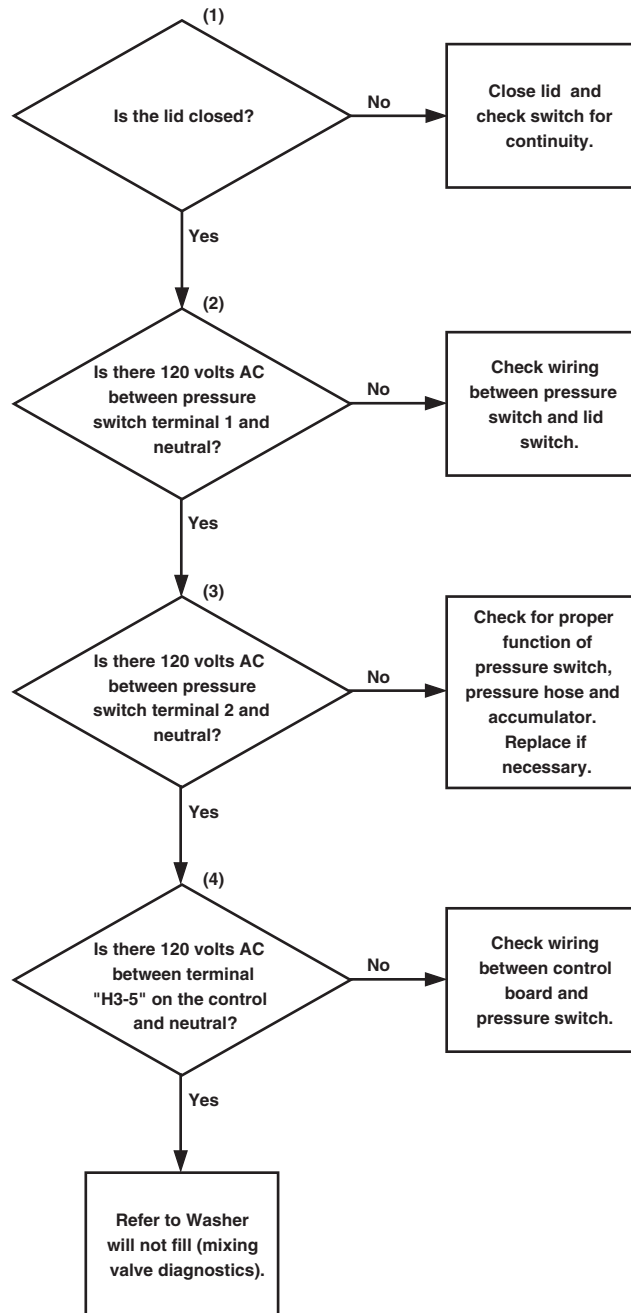 (1)
Is the lid closed?
No
Close lid and
check switch for
continuity.
Yes
(2)
Is there 120 volts AC
between pressure
switch terminal 1 and
neutral?
No
Check wiring
between pressure
switch and lid
switch.
Yes
(3)
Is there 120 volts AC
between pressure
switch terminal 2 and
neutral?
No
Check for proper
function of
pressure switch,
pressure hose and
accumulator.
Replace if
necessary.
Yes
(4)
Is there 120 volts AC
between terminal
"H3-5" on the control
and neutral?
No
Check wiring
between control
board and
pressure switch.
Yes
Refer to Washer
will not fill (mixing
valve diagnostics).